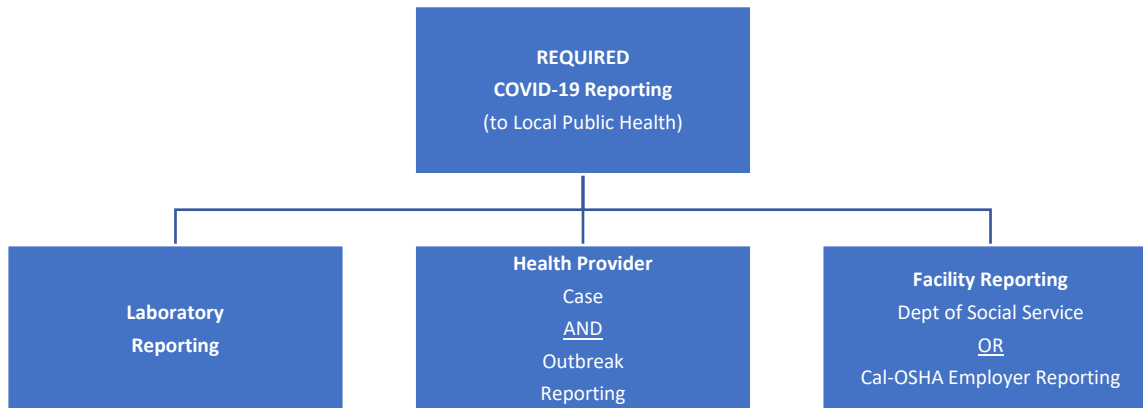 REQUIRED
COVID-19 Reporting
(to Local Public Health)
Laboratory
Reporting
Health Provider
Case
AND
Outbreak
Reporting
Facility Reporting
Dept of Social Service
OR
Cal-OSHA Employer Reporting